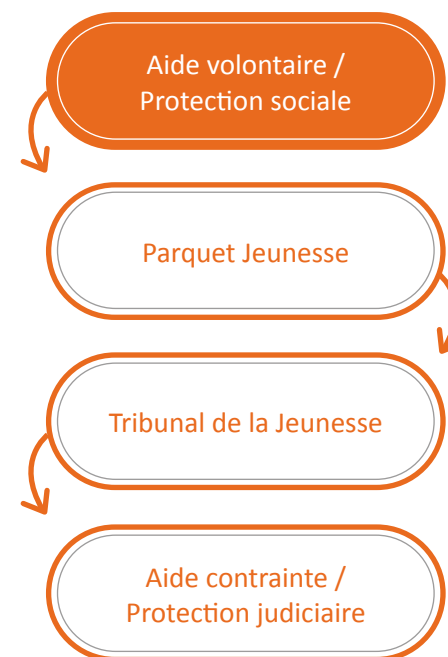 Aide volontaire /
Protection sociale
Parquet Jeunesse
Tribunal de la Jeunesse
Aide contrainte /
Protection judiciaire